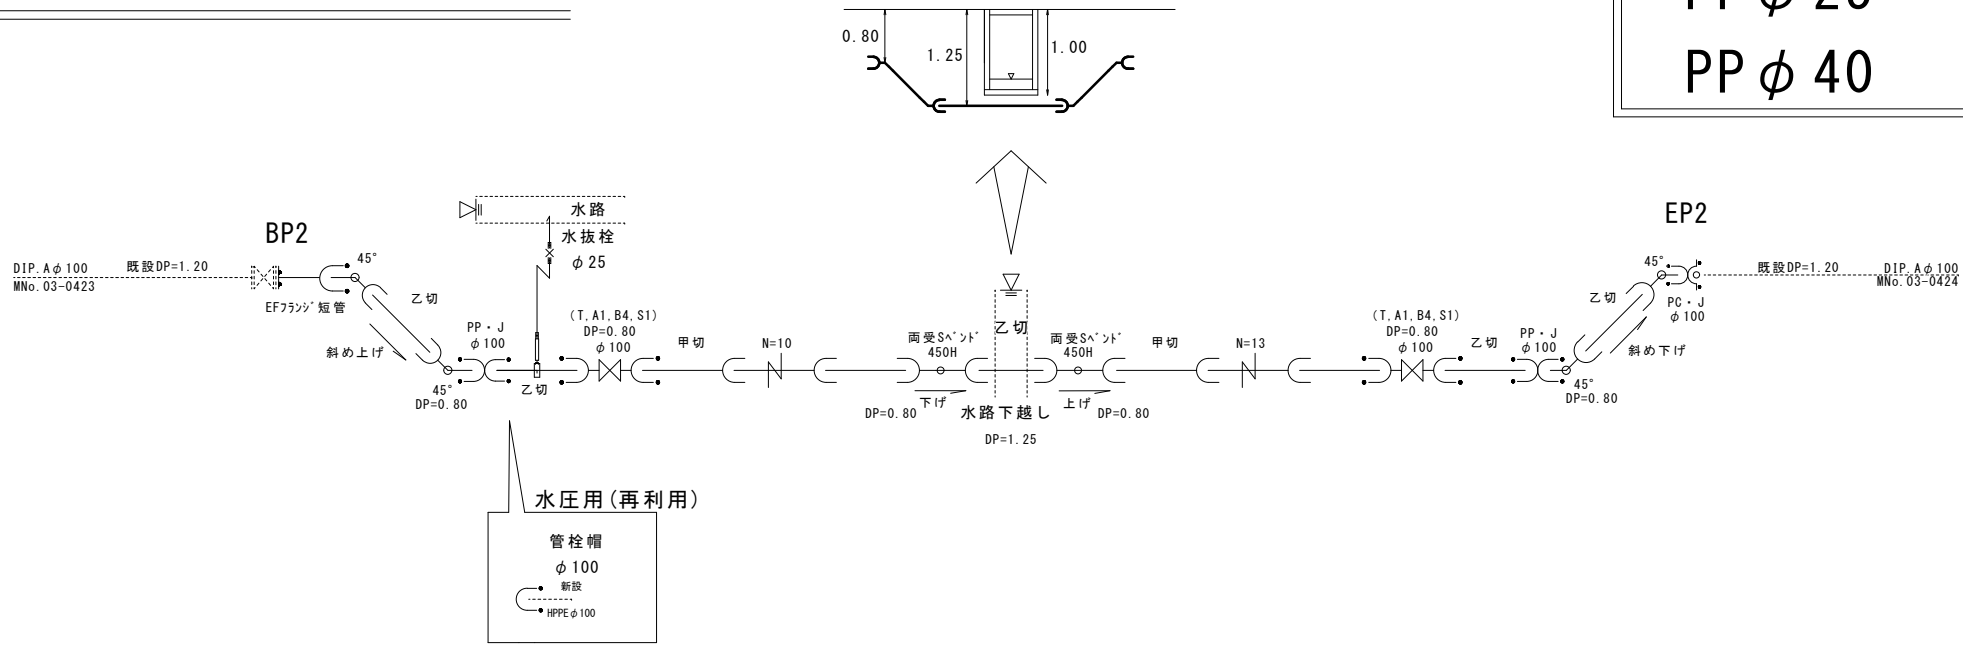 PP φ 40
0.80
1.25
1.00
水路
水抜栓
φ 25
BP2
EP2
DIP. A φ 100
MNo. 03-0423
既設DP=1.20
45°
EFフランジ短管
乙切
斜め上げ
PP・J
φ 100
45°
DP=0.80
乙切
(T, A1, B4, S1)
DP=0.80
φ 100
甲切
N=10
両受Sベンド
450H
下げ
DP=0.80
乙切
水路下越し
DP=1.25
両受Sベンド
450H
上げ
DP=0.80
甲切
N=13
(T, A1, B4, S1)
DP=0.80
φ 100
乙切
PP・J
φ 100
45°
DP=0.80
乙切
斜め下げ
45°
PC・J
φ 100
既設DP=1.20
DIP. A φ 100
MNo. 03-0424
水圧用(再利用)
管栓帽
φ 100
新設
HPPE φ 100